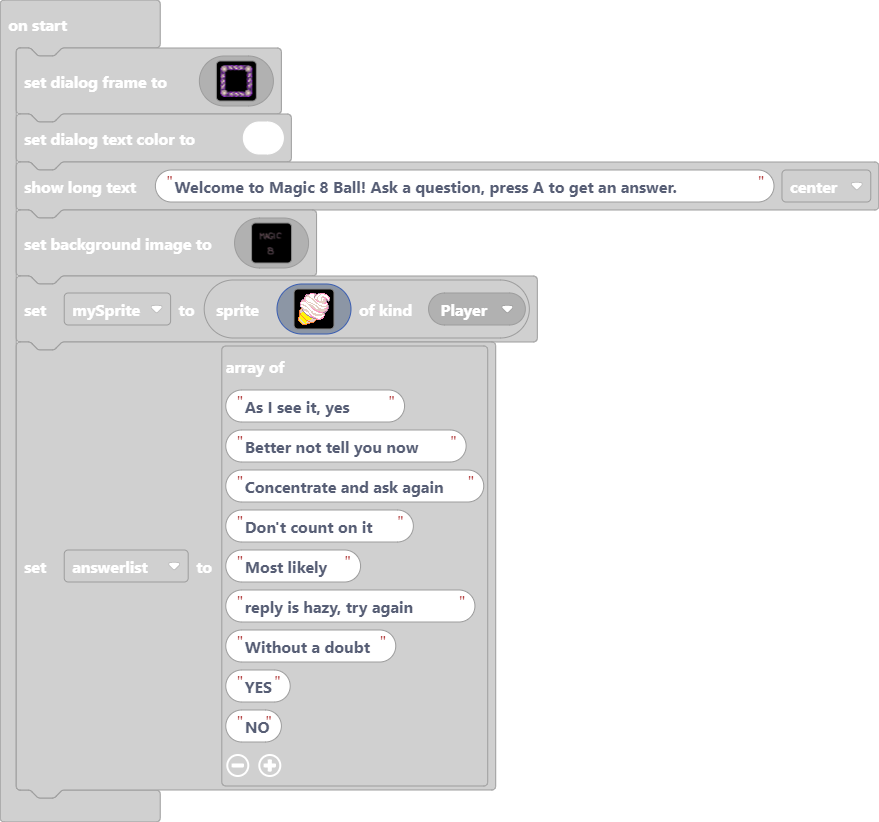 on start
set dialog frame to
set dialog text color to
show long text "Welcome to Magic 8 Ball! Ask a question, press A to get an answer." center
set background image to MAGIC 8
set mySprite to sprite of kind Player
array of
"As I see it, yes"
"Better not tell you now"
"Concentrate and ask again"
"Don't count on it"
set answerlist to "Most likely"
"reply is hazy, try again"
"Without a doubt"
"YES"
"NO"